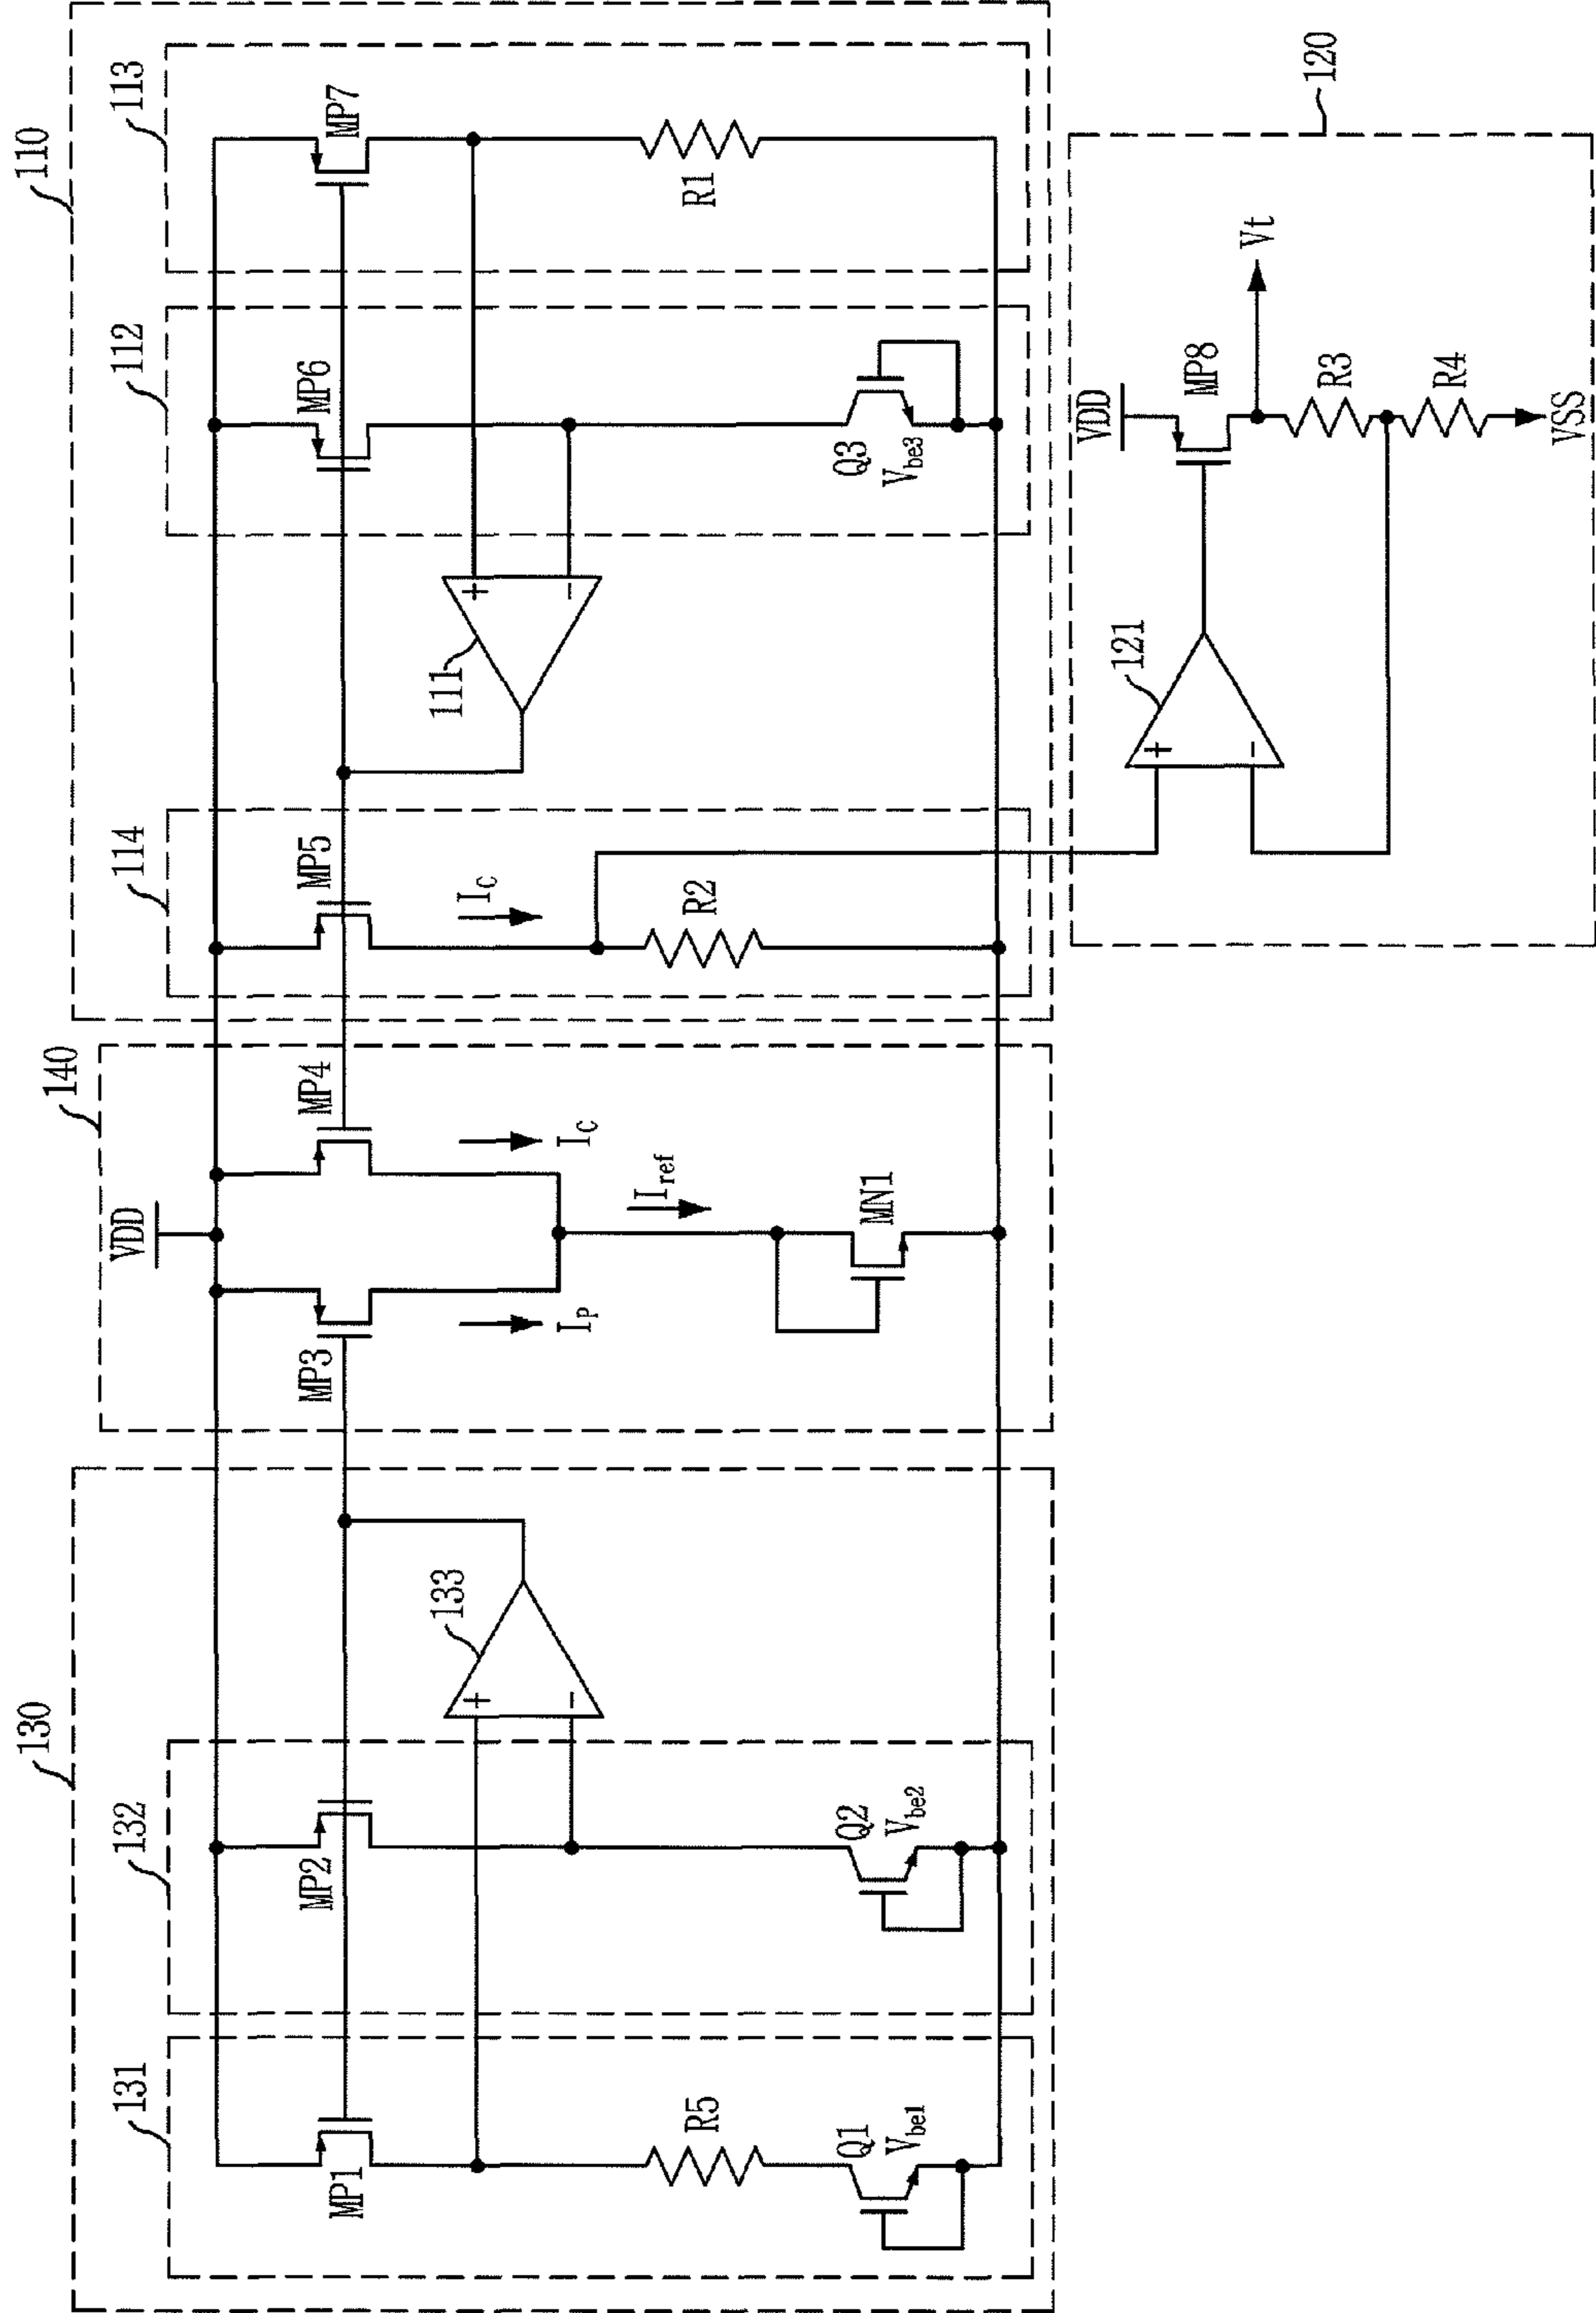 110
113
MP7
R1
112
MP6
Q3
Vbe3
111
+
-
114
MP5
IC
R2
120
VDD
MP8
Vt
R3
R4
VSS
121
+
-
140
VDD
MP4
IC
MP3
IP
Iref
MN1
130
133
+
-
132
MP2
Q2
Vbe2
131
MP1
R5
Q1
Vbe1